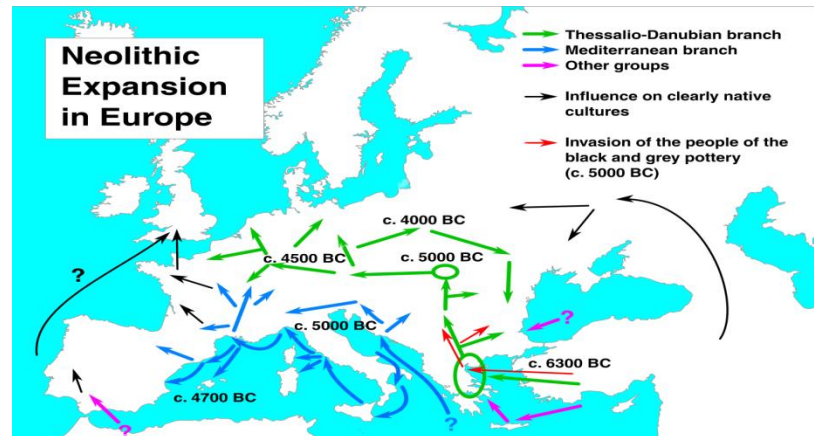 Neolithic
Expansion
in Europe
Thessalio-Danubian branch
Mediterranean branch
Other groups
Influence on clearly native
cultures
Invasion of the people of the
black and grey pottery
(c. 5000 BC)
c. 4000 BC
c. 4500 BC
c. 5000 BC
?
?
c. 5000 BC
c. 6300 BC
c. 4700 BC
?
?